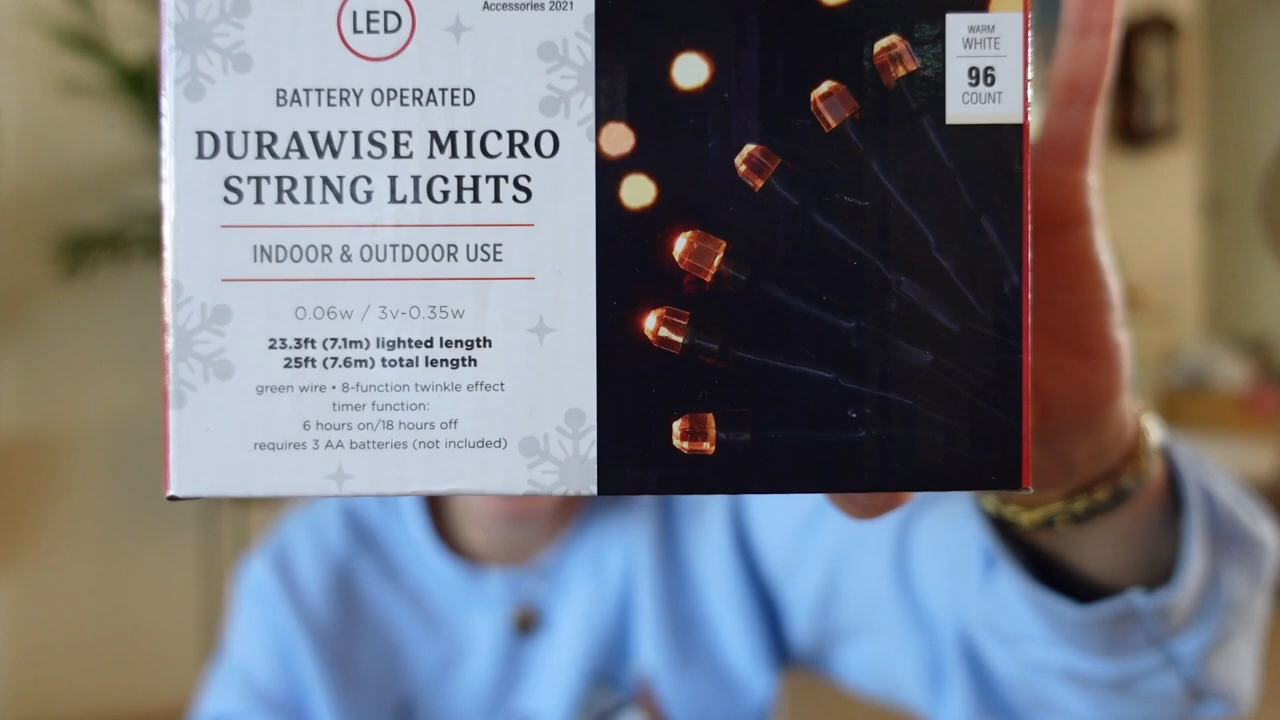 Accessories 2021
LED
BATTERY OPERATED
DURAWISE MICRO
STRING LIGHTS
INDOOR & OUTDOOR USE
0.06w / 3v-0.35w
23.3ft (7.1m) lighted length
25ft (7.6m) total length
green wire • 8-function twinkle effect
timer function:
6 hours on/18 hours off
requires 3 AA batteries (not included)
WARM
WHITE
96
COUNT